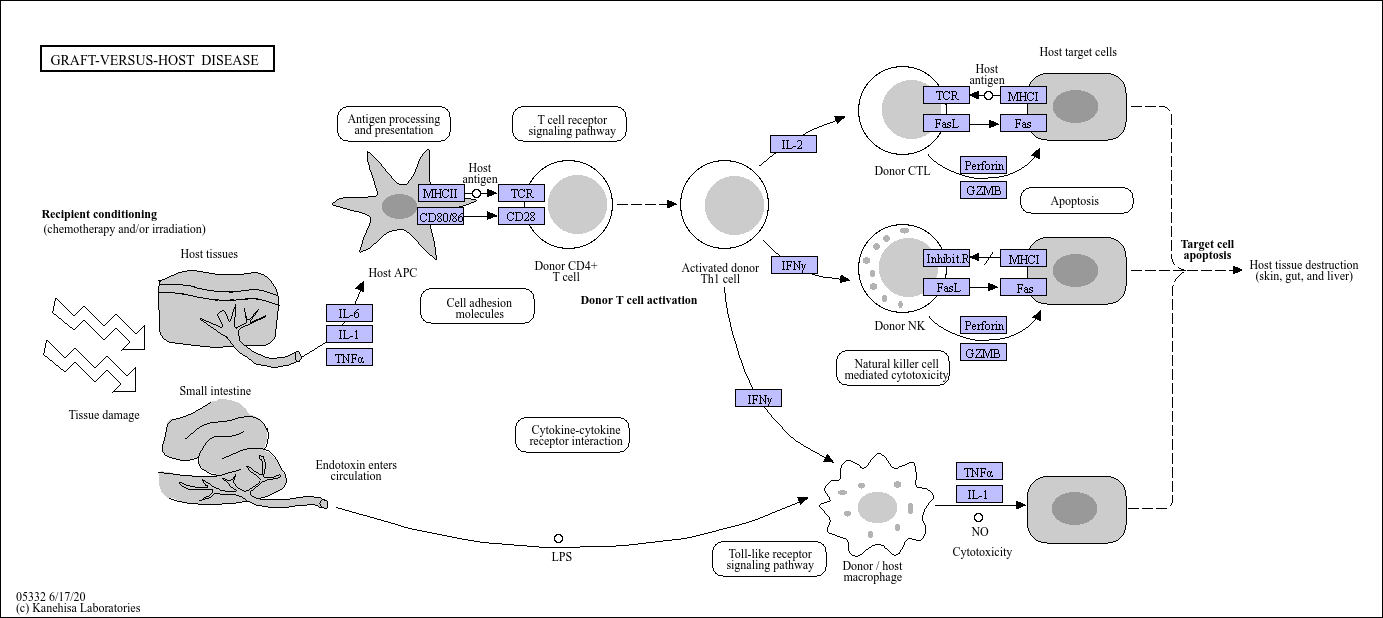 GRAFT-VERSUS-HOST DISEASE
Host target cells
Antigen processing
and presentation
T cell receptor
signaling pathway
Host
antigen
TCR
MHCI
FasL
Fas
IL-2
Donor CTL
Perforin
GZMB
Apoptosis
Host
antigen
MHCII
TCR
CD80/86
CD28
Recipient conditioning
(chemotherapy and/or irradiation)
Host tissues
Host APC
Donor CD4+
T cell
Activated donor
Th1 cell
IFNγ
Inhibit.R
MHCI
FasL
Fas
Donor NK
Perforin
GZMB
Target cell
apoptosis
Host tissue destruction
(skin, gut, and liver)
Cell adhesion
molecules
Donor T cell activation
IL-6
IL-1
TNFα
Natural killer cell
mediated cytotoxicity
Small intestine
Tissue damage
IFNγ
Cytokine-cytokine
receptor interaction
Endotoxin enters
circulation
TNFα
IL-1
NO
Cytotoxicity
LPS
Toll-like receptor
signaling pathway
Donor / host
macrophage
05332 6/17/20
(c) Kanehisa Laboratories